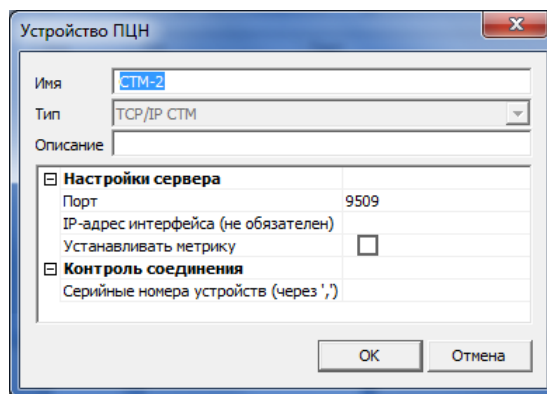 Устройство ПЦН
Имя СТМ-2
Тип TCP/IP СТМ
Описание
Настройки сервера
Порт 9509
IP-адрес интерфейса (не обязателен)
Устанавливать метрику
Контроль соединения
Серийные номера устройств (через ',')
OK Отмена